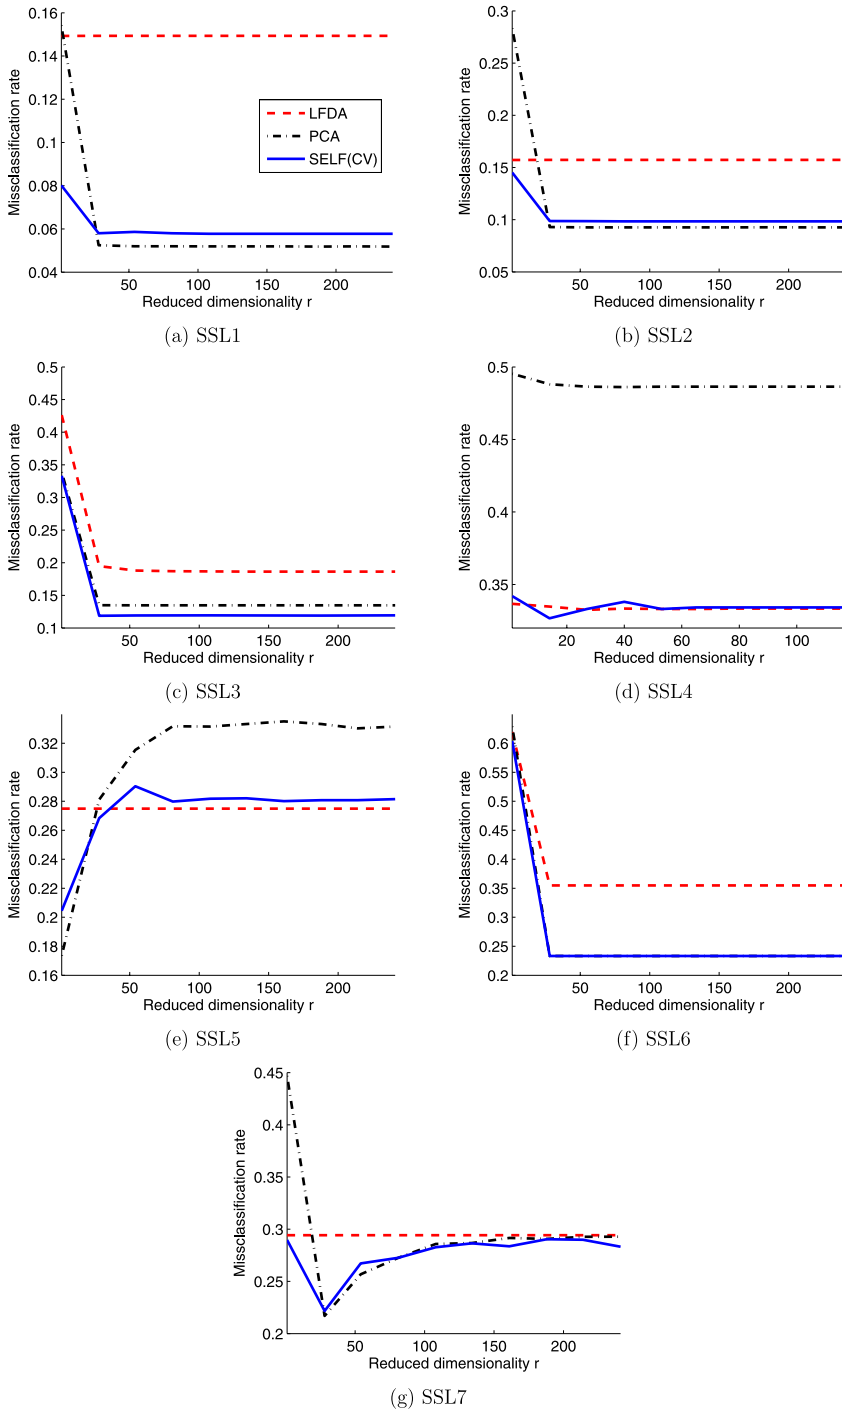 0.16
0.14
0.12
0.1
0.08
0.06
0.04
Missclassification rate
LFDA
PCA
SELF(CV)
50 100 150 200
Reduced dimensionality r
(a) SSL1
0.3
0.25
0.2
0.15
0.1
0.05
Missclassification rate
50 100 150 200
Reduced dimensionality r
(b) SSL2
0.5
0.45
0.4
0.35
0.3
0.25
0.2
0.15
0.1
Missclassification rate
50 100 150 200
Reduced dimensionality r
(c) SSL3
0.5
0.45
0.4
0.35
Missclassification rate
20 40 60 80 100
Reduced dimensionality r
(d) SSL4
0.32
0.3
0.28
0.26
0.24
0.22
0.2
0.18
0.16
Missclassification rate
50 100 150 200
Reduced dimensionality r
(e) SSL5
0.6
0.55
0.5
0.45
0.4
0.35
0.3
0.25
0.2
Missclassification rate
50 100 150 200
Reduced dimensionality r
(f) SSL6
0.45
0.4
0.35
0.3
0.25
0.2
Missclassification rate
50 100 150 200
Reduced dimensionality r
(g) SSL7